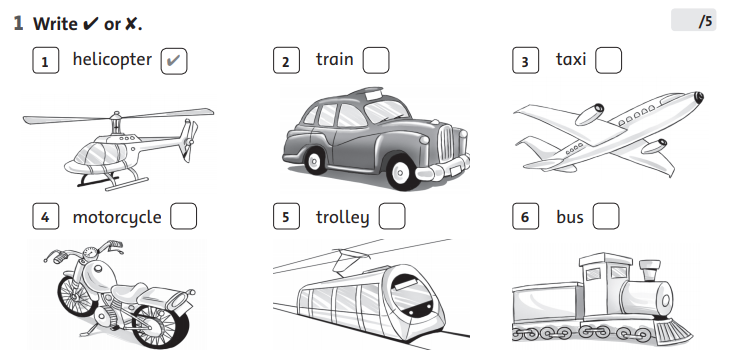 1 Write ✔ or ✘.
/5
1 helicopter ✔
2 train
3 taxi
4 motorcycle
5 trolley
6 bus